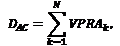 D_{AC} = \sum_{k=1}^{N} VPRA_k.